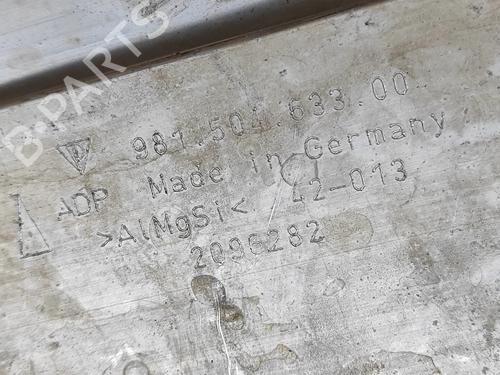 B-PARTS
981.504.633.00
ADP Made in Germany
>AlMgSi< 42-013
2096282